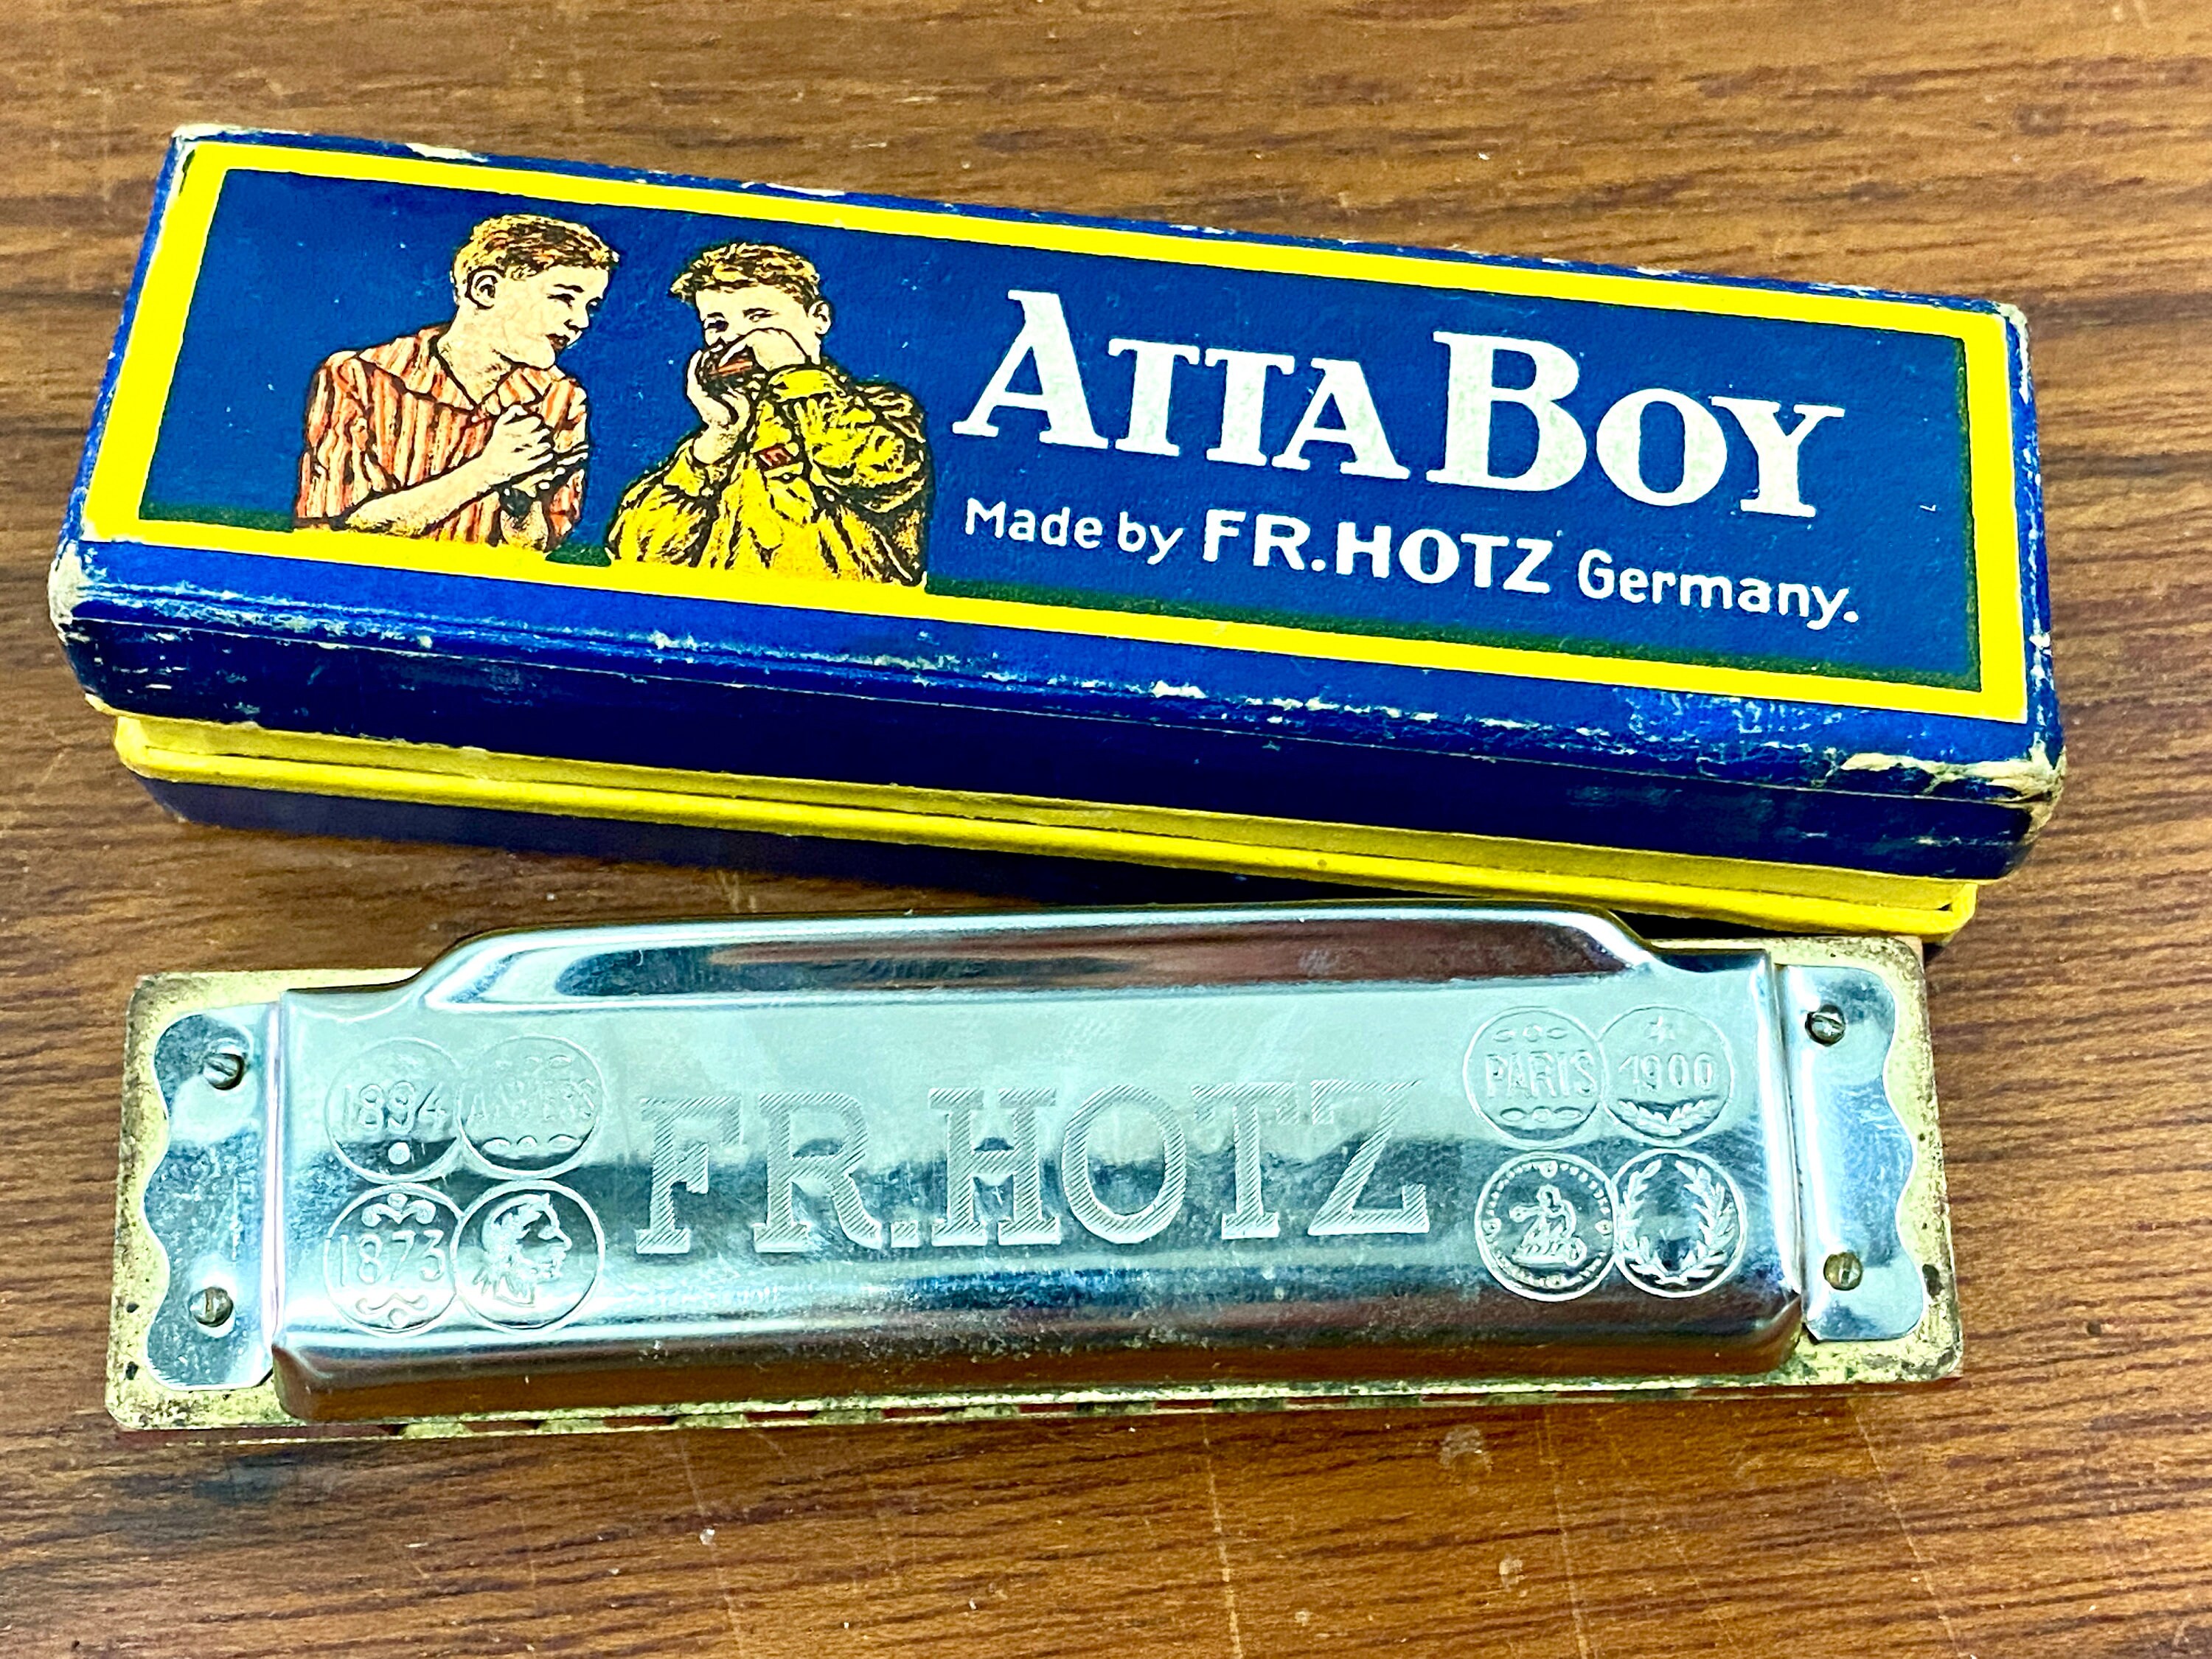 ATTA BOY
Made by FR.HOTZ Germany.
1894
PARIS 1900
FR.HOTZ
1873